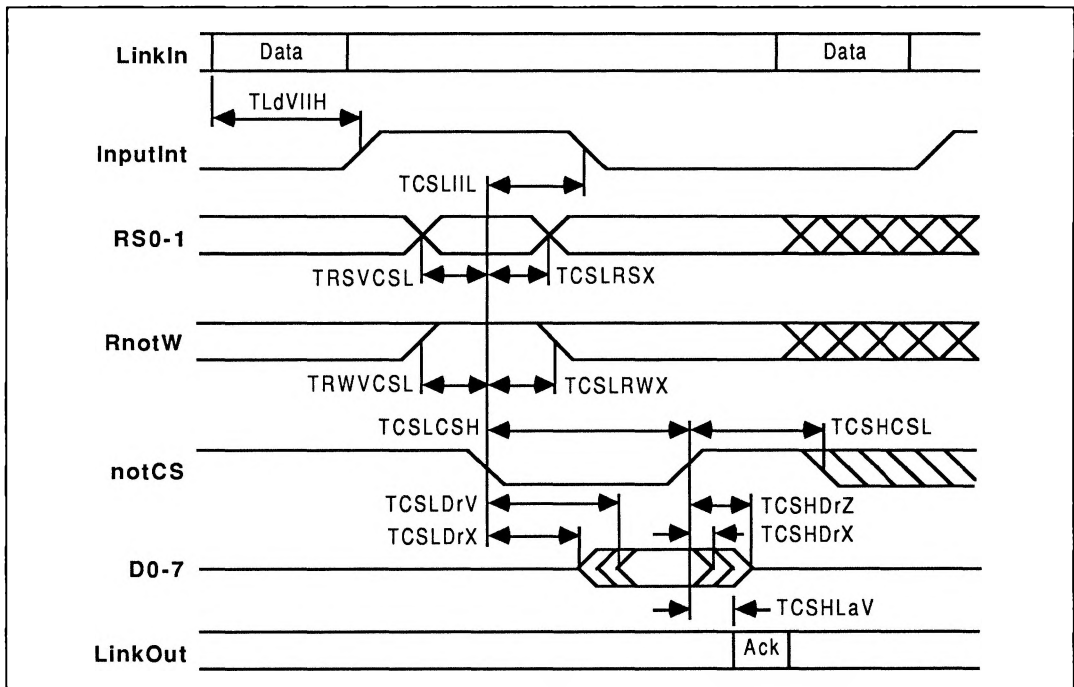 LinkIn Data Data
TLdVIIH
InputInt
TCSLIIL
RS0-1
TRSVCSL TCSLRSX
RnotW
TRWVCSL TCSLRWX
TCSLCSH TCSHCSL
notCS
TCSLDrV TCSHDrZ
TCSLDrX TCSHDrX
D0-7
TCSHLaV
LinkOut Ack